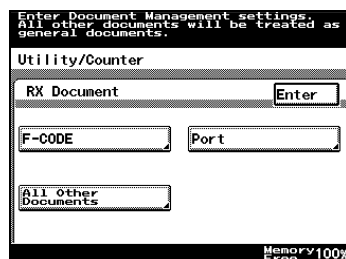 Enter Document Management settings.
All other documents will be treated as
general documents.
Utility/Counter
RX Document
Enter
F-CODE
Port
All Other
Documents
Memory 100%
Free